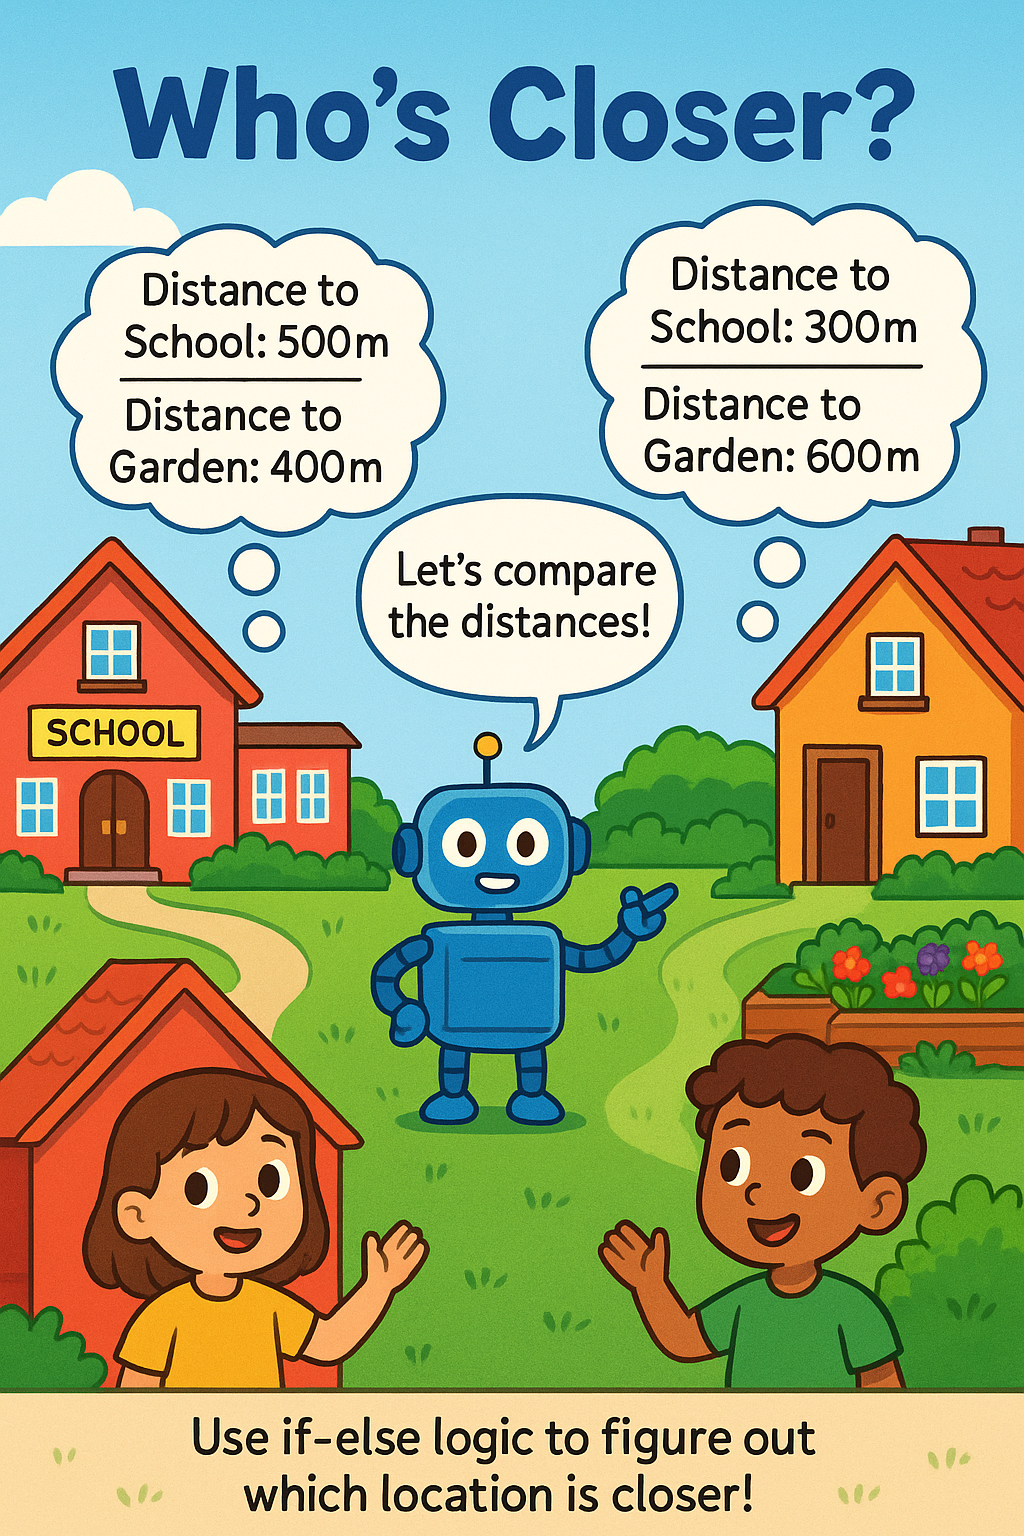 Who's Closer?
Distance to
School: 500m
Distance to
Garden: 400m
Distance to
School: 300m
Distance to
Garden: 600m
Let's compare
the distances!
SCHOOL
Use if-else logic to figure out
which location is closer!